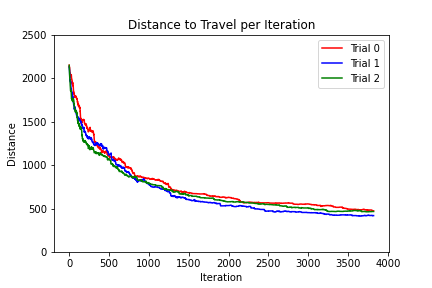 Distance to Travel per Iteration
Distance
2500
2000
1500
1000
500
0
Trial 0
Trial 1
Trial 2
0 500 1000 1500 2000 2500 3000 3500 4000
Iteration